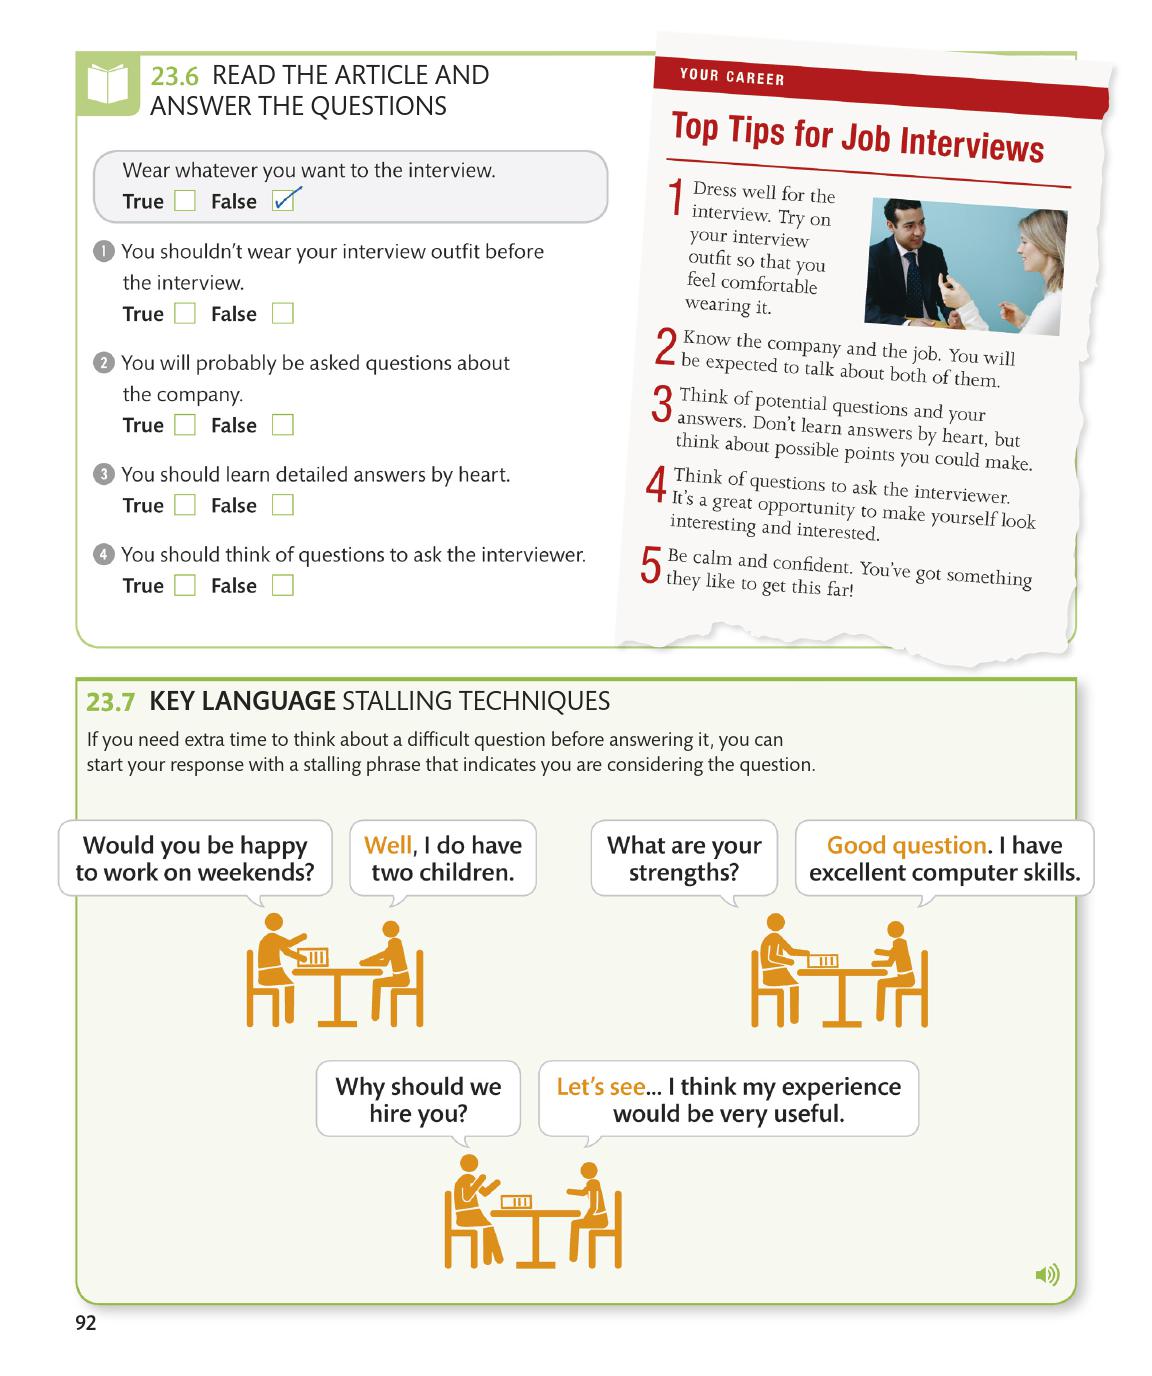 23.6 READ THE ARTICLE AND
ANSWER THE QUESTIONS
Wear whatever you want to the interview.
True False
1 You shouldn't wear your interview outfit before
the interview.
True False
2 You will probably be asked questions about
the company.
True False
3 You should learn detailed answers by heart.
True False
4 You should think of questions to ask the interviewer.
True False
YOUR CAREER
Top Tips for Job Interviews
1 Dress well for the
interview. Try on
your interview
outfit so that you
feel comfortable
wearing it.
2 Know the company and the job. You will
be expected to talk about both of them.
3 Think of potential questions and your
answers. Don't learn answers by heart, but
think about possible points you could make.
4 Think of questions to ask the interviewer.
It's a great opportunity to make yourself look
interesting and interested.
5 Be calm and confident. You've got something
they like to get this far!
23.7 KEY LANGUAGE STALLING TECHNIQUES
If you need extra time to think about a difficult question before answering it, you can
start your response with a stalling phrase that indicates you are considering the question.
Would you be happy
to work on weekends?
Well, I do have
two children.
What are your
strengths?
Good question. I have
excellent computer skills.
Why should we
hire you?
Let's see... I think my experience
would be very useful.
92